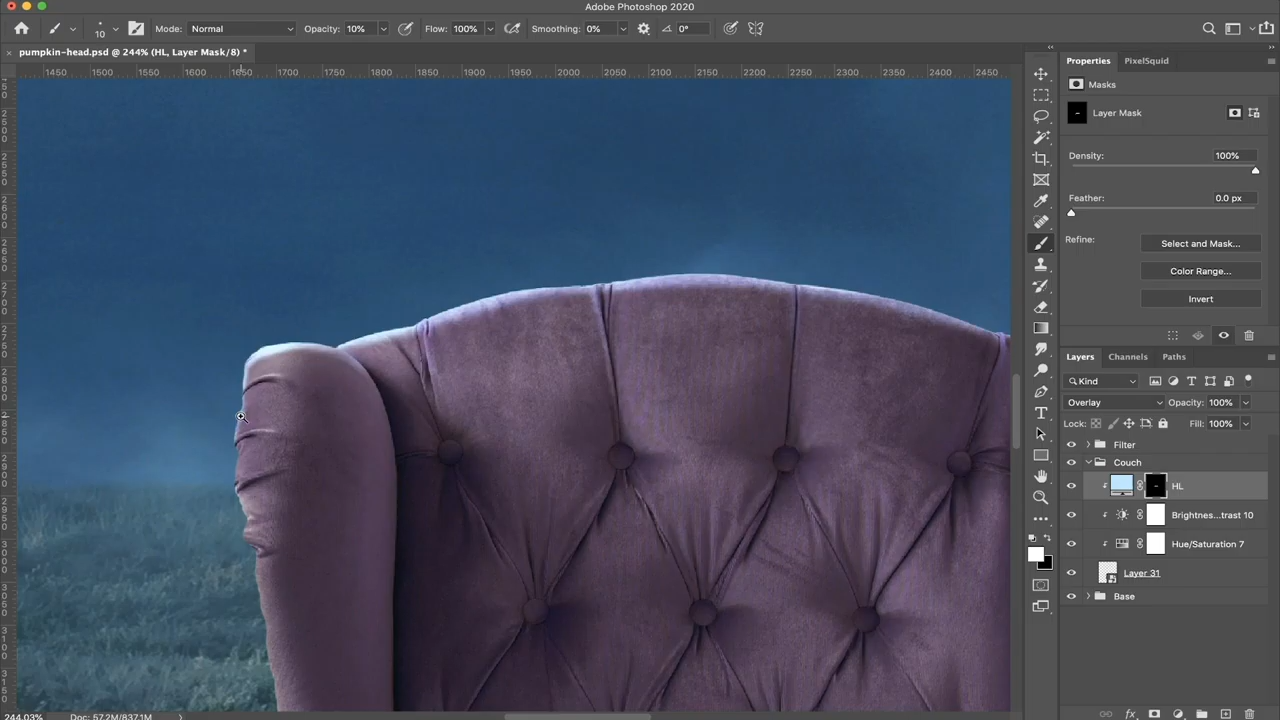 Adobe Photoshop 2020
10 Mode: Normal Opacity: 10% Flow: 100% Smoothing: 0% 0°
× pumpkin-head.psd @ 244% (HL, Layer Mask/8) *
1450 1500 1550 1600 1650 1700 1750 1800 1850 1900 1950 2000 2050 2100 2150 2200 2250 2300 2350 2400 2450
Properties PixelSquid
Masks
Layer Mask
Density: 100%
Feather: 0.0 px
Refine: Select and Mask...
Color Range...
Invert
Layers Channels Paths
Kind
Overlay Opacity: 100%
Lock: Fill: 100%
Filter
Couch
HL
Brightnes...trast 10
Hue/Saturation 7
Layer 31
Base
244.03% Doc: 57.2M/837.1M